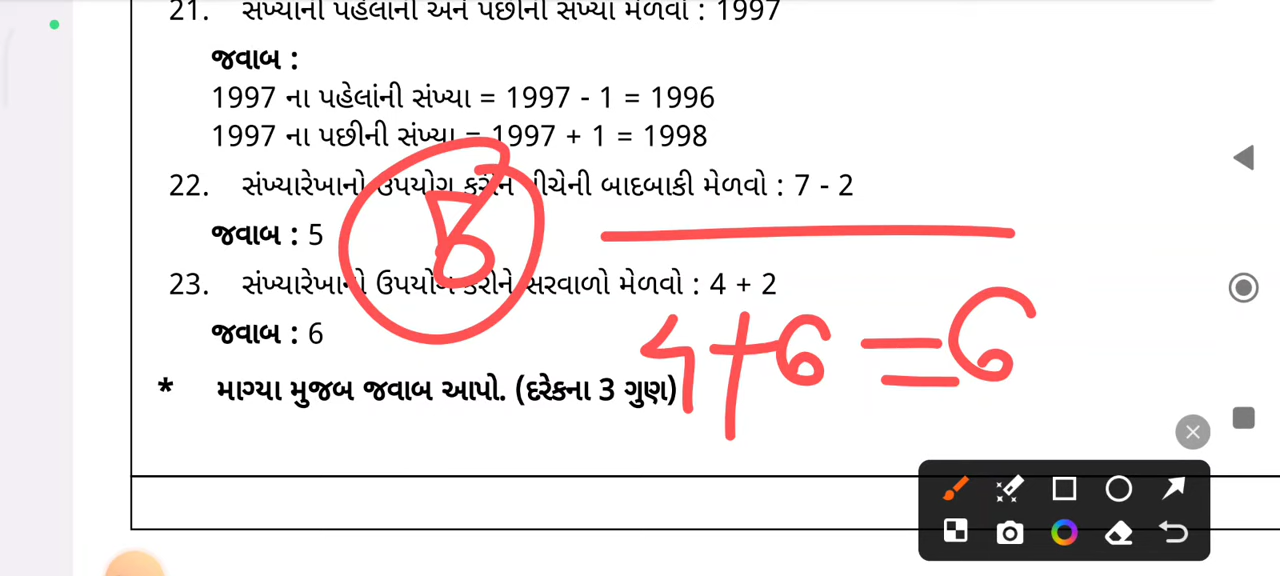 21. સંખ્યાની પહેલાની અને પછીની સંખ્યા મેળવો : 1997
જવાબ :
1997 ના પહેલાંની સંખ્યા = 1997 - 1 = 1996
1997 ના પછીની સંખ્યા = 1997 + 1 = 1998
22. સંખ્યારેખાનો ઉપયોગ કરીને નીચેની બાદબાકી મેળવો : 7 - 2
જવાબ : 5
23. સંખ્યારેખાનો ઉપયોગ કરીને સરવાળો મેળવો : 4 + 2
જવાબ : 6
4+6 = 6
* માગ્યા મુજબ જવાબ આપો. (દરેકના 3 ગુણ)